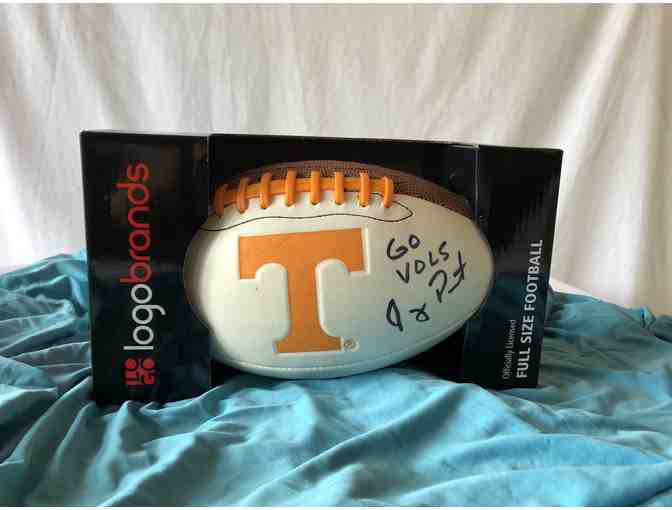 logobrands
T
®
GO
VOLS
Officially Licensed
FULL SIZE FOOTBALL